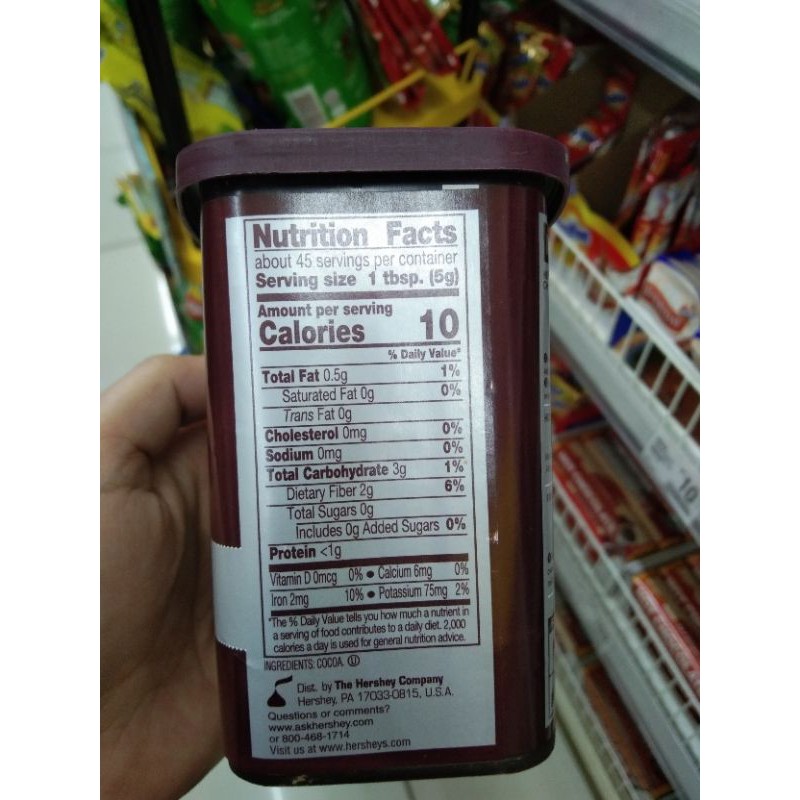 Nutrition Facts
about 45 servings per container
Serving size 1 tbsp. (5g)
Amount per serving
Calories 10
% Daily Value*
Total Fat 0.5g 1%
Saturated Fat 0g 0%
Trans Fat 0g
Cholesterol 0mg 0%
Sodium 0mg 0%
Total Carbohydrate 3g 1%
Dietary Fiber 2g 6%
Total Sugars 0g
Includes 0g Added Sugars 0%
Protein <1g
Vitamin D 0mcg 0% ● Calcium 6mg 0%
Iron 2mg 10% ● Potassium 75mg 2%
*The % Daily Value tells you how much a nutrient in
a serving of food contributes to a daily diet. 2,000
calories a day is used for general nutrition advice.
INGREDIENTS: COCOA. Ⓤ
Dist. by The Hershey Company
Hershey, PA 17033-0815, U.S.A.
Questions or comments?
www.askhershey.com
or 800-468-1714
Visit us at www.hersheys.com
10